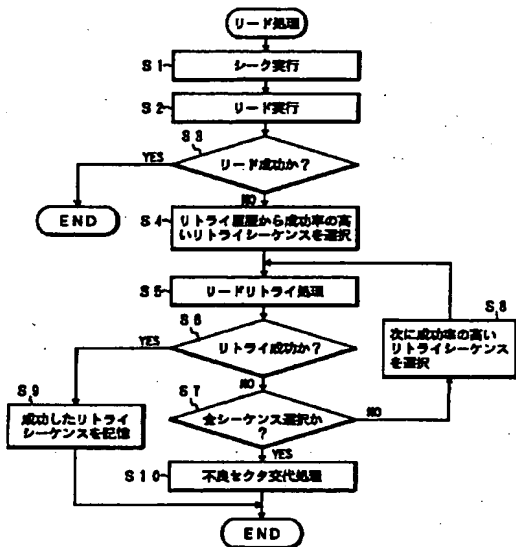 リード処理
S1
シーク実行
S2
リード実行
S3
リード成功か?
YES
NO
END
S4
リトライ履歴から成功率の高
いリトライシーケンスを選択
S5
リードリトライ処理
S6
リトライ成功か?
YES
NO
S8
次に成功率の高い
リトライシーケンス
を選択
S7
全シーケンス選択か
?
NO
YES
S9
成功したリトライ
シーケンスを記憶
S10
不良セクタ交代処理
END